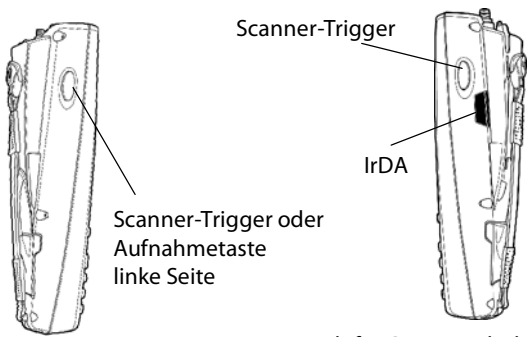 Scanner-Trigger
IrDA
Scanner-Trigger oder
Aufnahmetaste
linke Seite